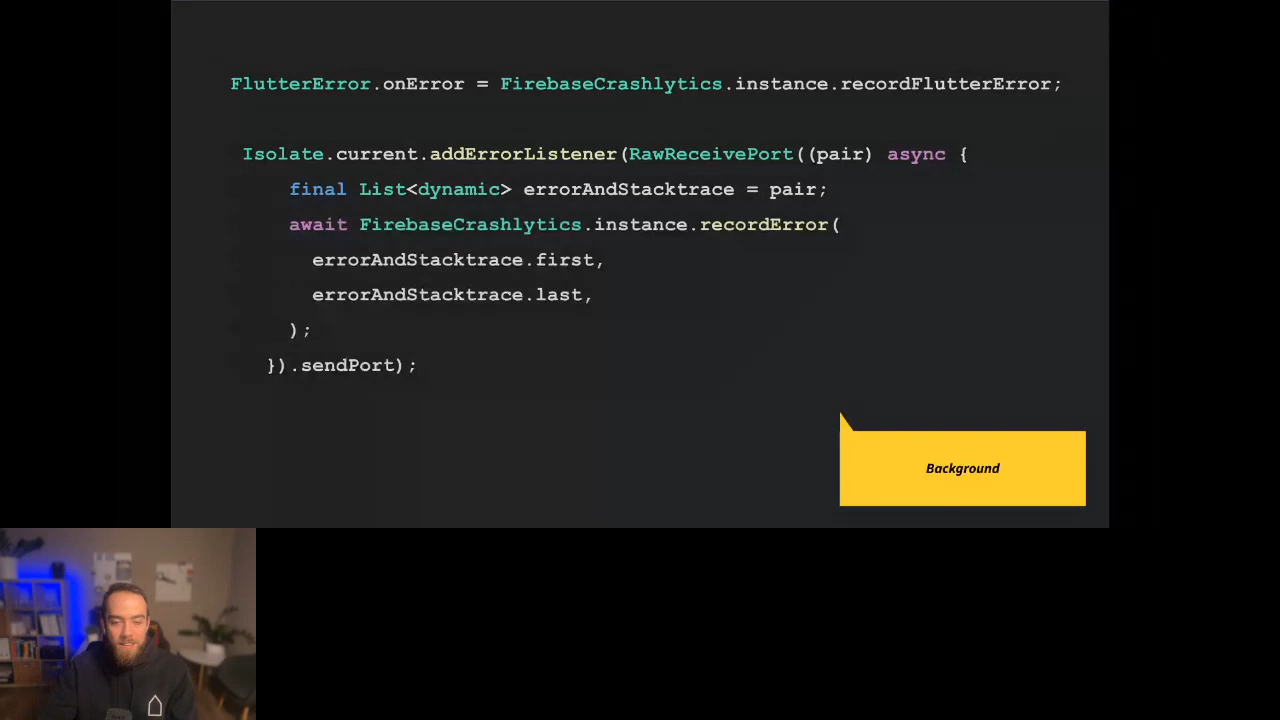 FlutterError.onError = FirebaseCrashlytics.instance.recordFlutterError;
Isolate.current.addErrorListener(RawReceivePort((pair) async {
final List<dynamic> errorAndStacktrace = pair;
await FirebaseCrashlytics.instance.recordError(
errorAndStacktrace.first,
errorAndStacktrace.last,
);
}).sendPort);
Background